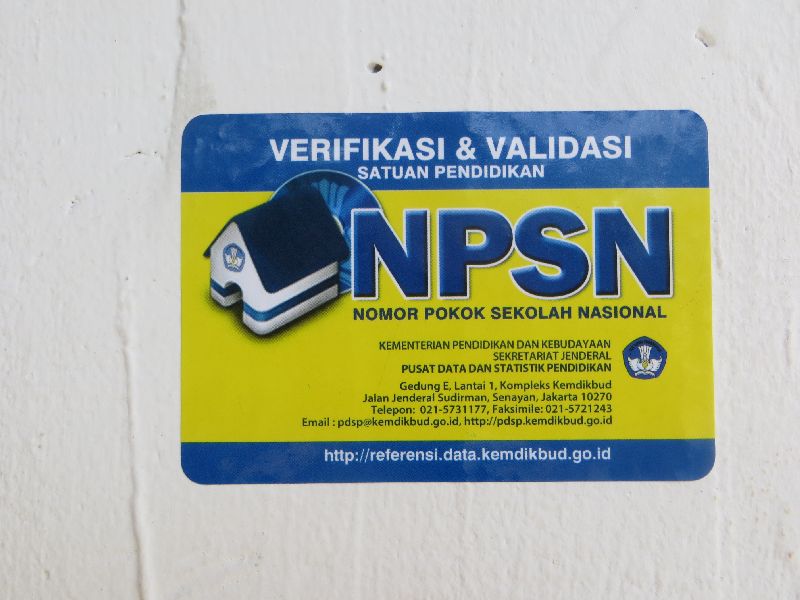 VERIFIKASI & VALIDASI
SATUAN PENDIDIKAN
NPSN
NOMOR POKOK SEKOLAH NASIONAL
KEMENTERIAN PENDIDIKAN DAN KEBUDAYAAN
SEKRETARIAT JENDERAL
PUSAT DATA DAN STATISTIK PENDIDIKAN
Gedung E, Lantai 1, Kompleks Kemdikbud
Jalan Jenderal Sudirman, Senayan, Jakarta 10270
Telepon: 021-5731177, Faksimile: 021-5721243
Email : pdsp@kemdikbud.go.id, http://pdsp.kemdikbud.go.id
http://referensi.data.kemdikbud.go.id